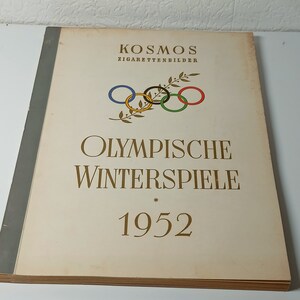 KOSMOS
ZIGARETTENBILDER
OLYMPISCHE
WINTERSPIELE
1952